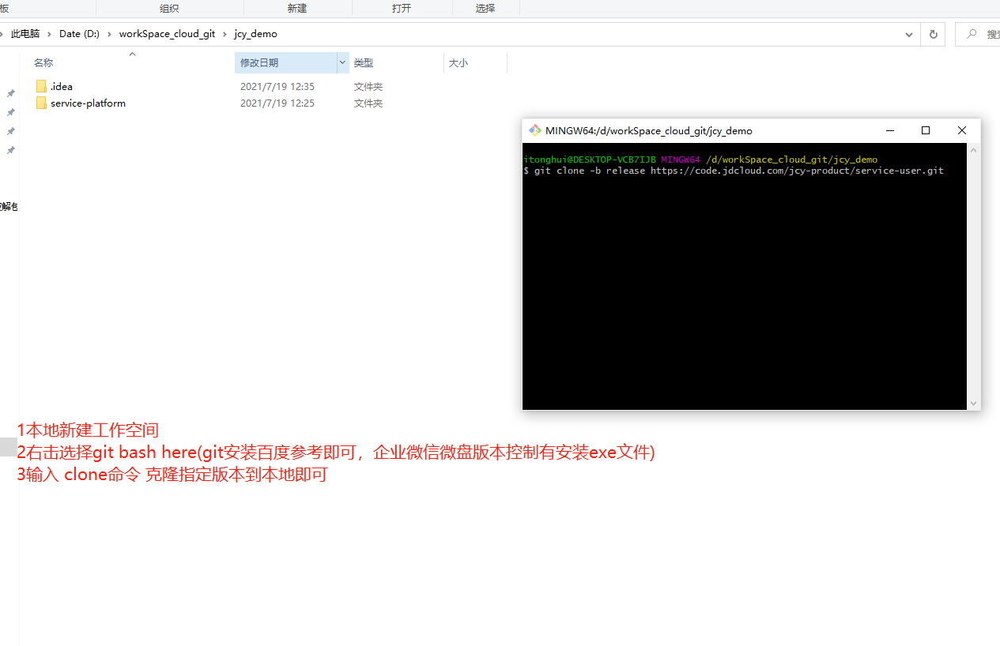 板 组织 新建 打开 选择
此电脑 › Date (D:) › workSpace_cloud_git › jcy_demo 搜
名称 修改日期 类型 大小
.idea 2021/7/19 12:35 文件夹
service-platform 2021/7/19 12:25 文件夹
解包
MINGW64:/d/workSpace_cloud_git/jcy_demo
itonghui@DESKTOP-VCB7IJB MINGW64 /d/workSpace_cloud_git/jcy_demo
$ git clone -b release https://code.jdcloud.com/jcy-product/service-user.git
1本地新建工作空间
2右击选择git bash here(git安装百度参考即可，企业微信微盘版本控制有安装exe文件)
3输入 clone命令 克隆指定版本到本地即可